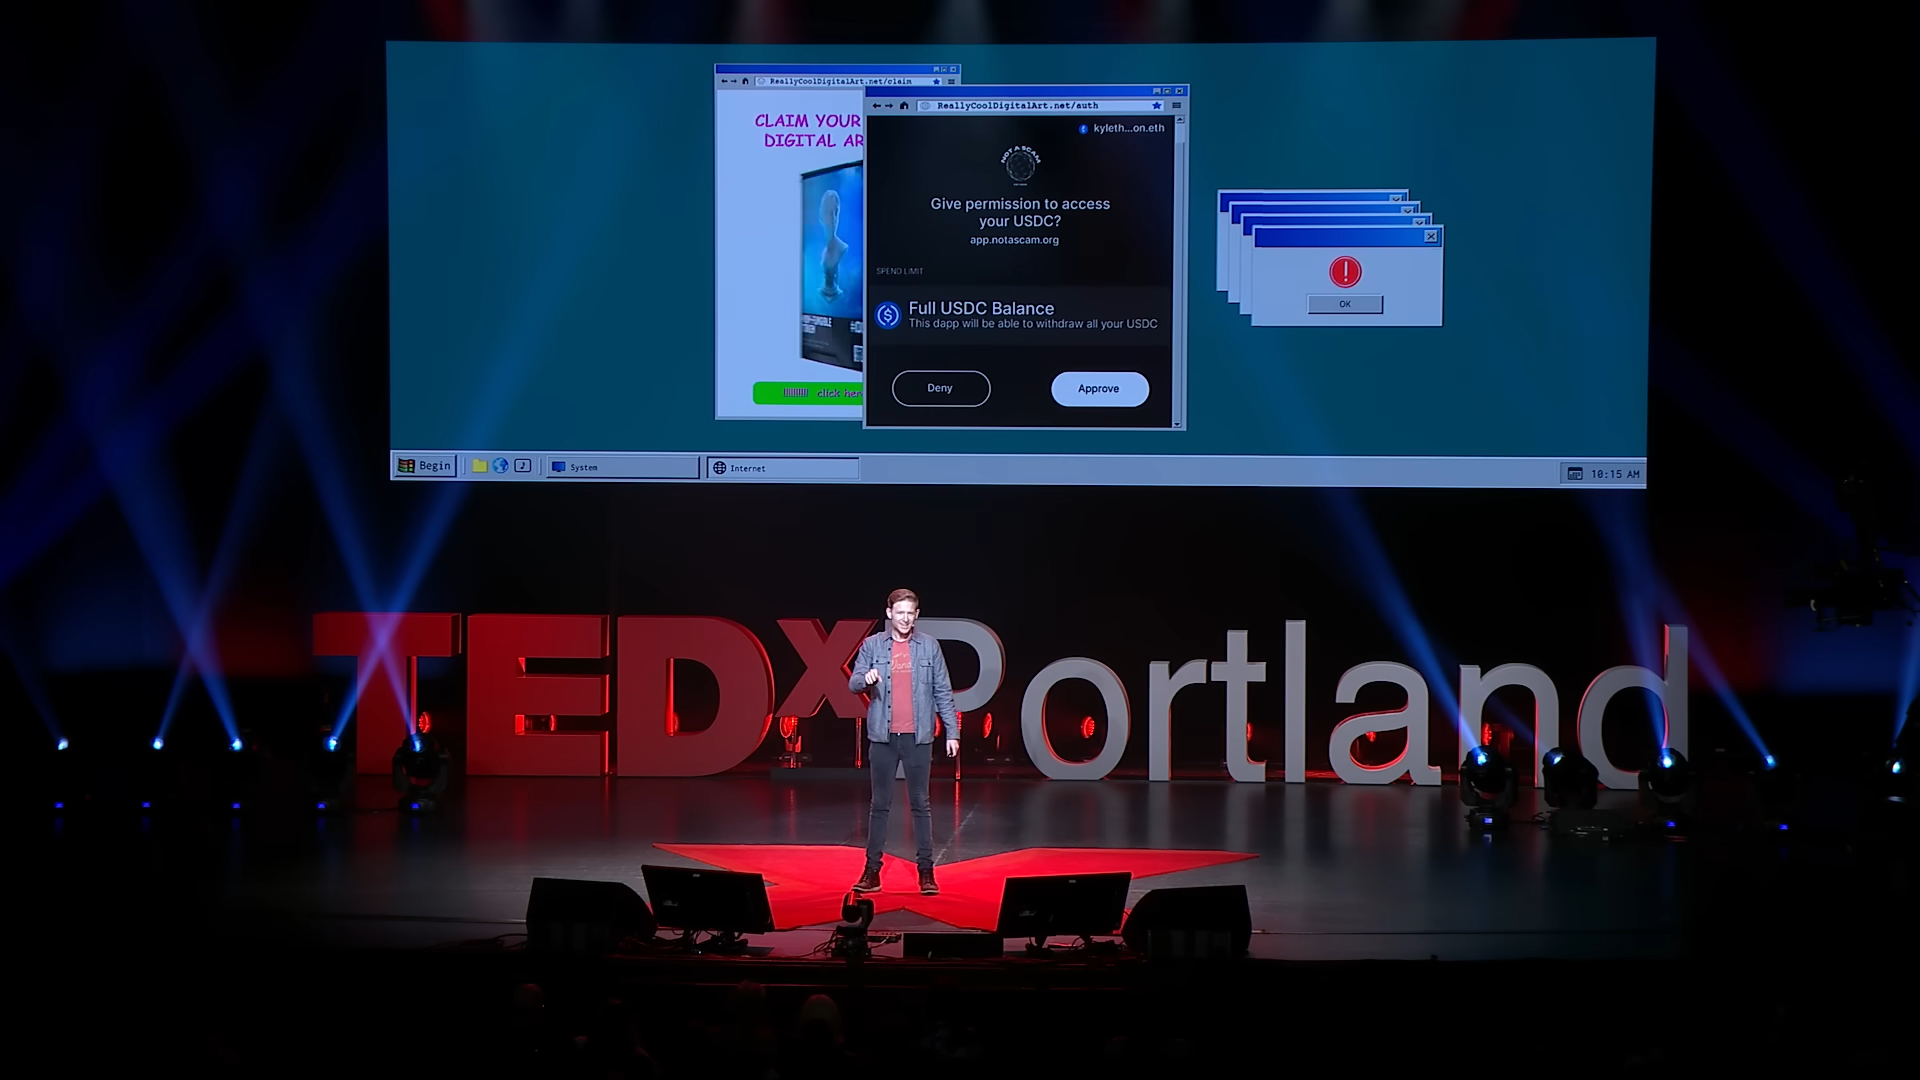 ReallyCoolDigitalArt.net/claim
CLAIM YOUR
DIGITAL AR
click her
ReallyCoolDigitalArt.net/auth
kyleth...on.eth
NOT A SCAM
Give permission to access
your USDC?
app.notascam.org
SPEND LIMIT
$
Full USDC Balance
This dapp will be able to withdraw all your USDC
Deny
Approve
!
OK
Begin
System
Internet
10:15 AM
TEDxPortland